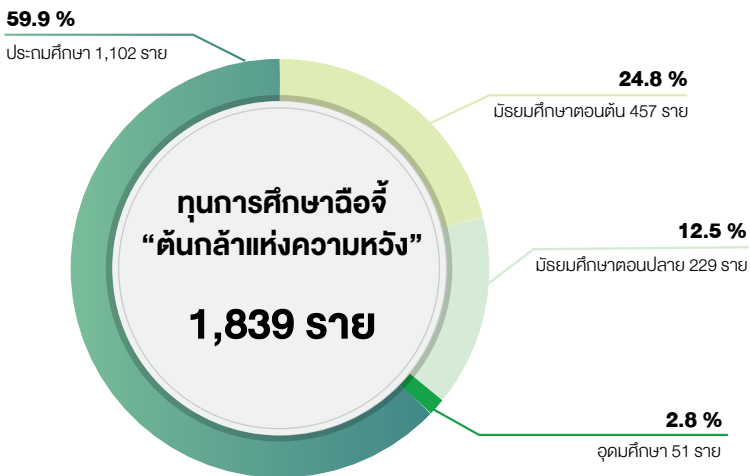 59.9 %
ประถมศึกษา 1,102 ราย
24.8 %
มัธยมศึกษาตอนต้น 457 ราย
ทุนการศึกษาฉือจี้
“ต้นกล้าแห่งความหวัง”
1,839 ราย
12.5 %
มัธยมศึกษาตอนปลาย 229 ราย
2.8 %
อุดมศึกษา 51 ราย